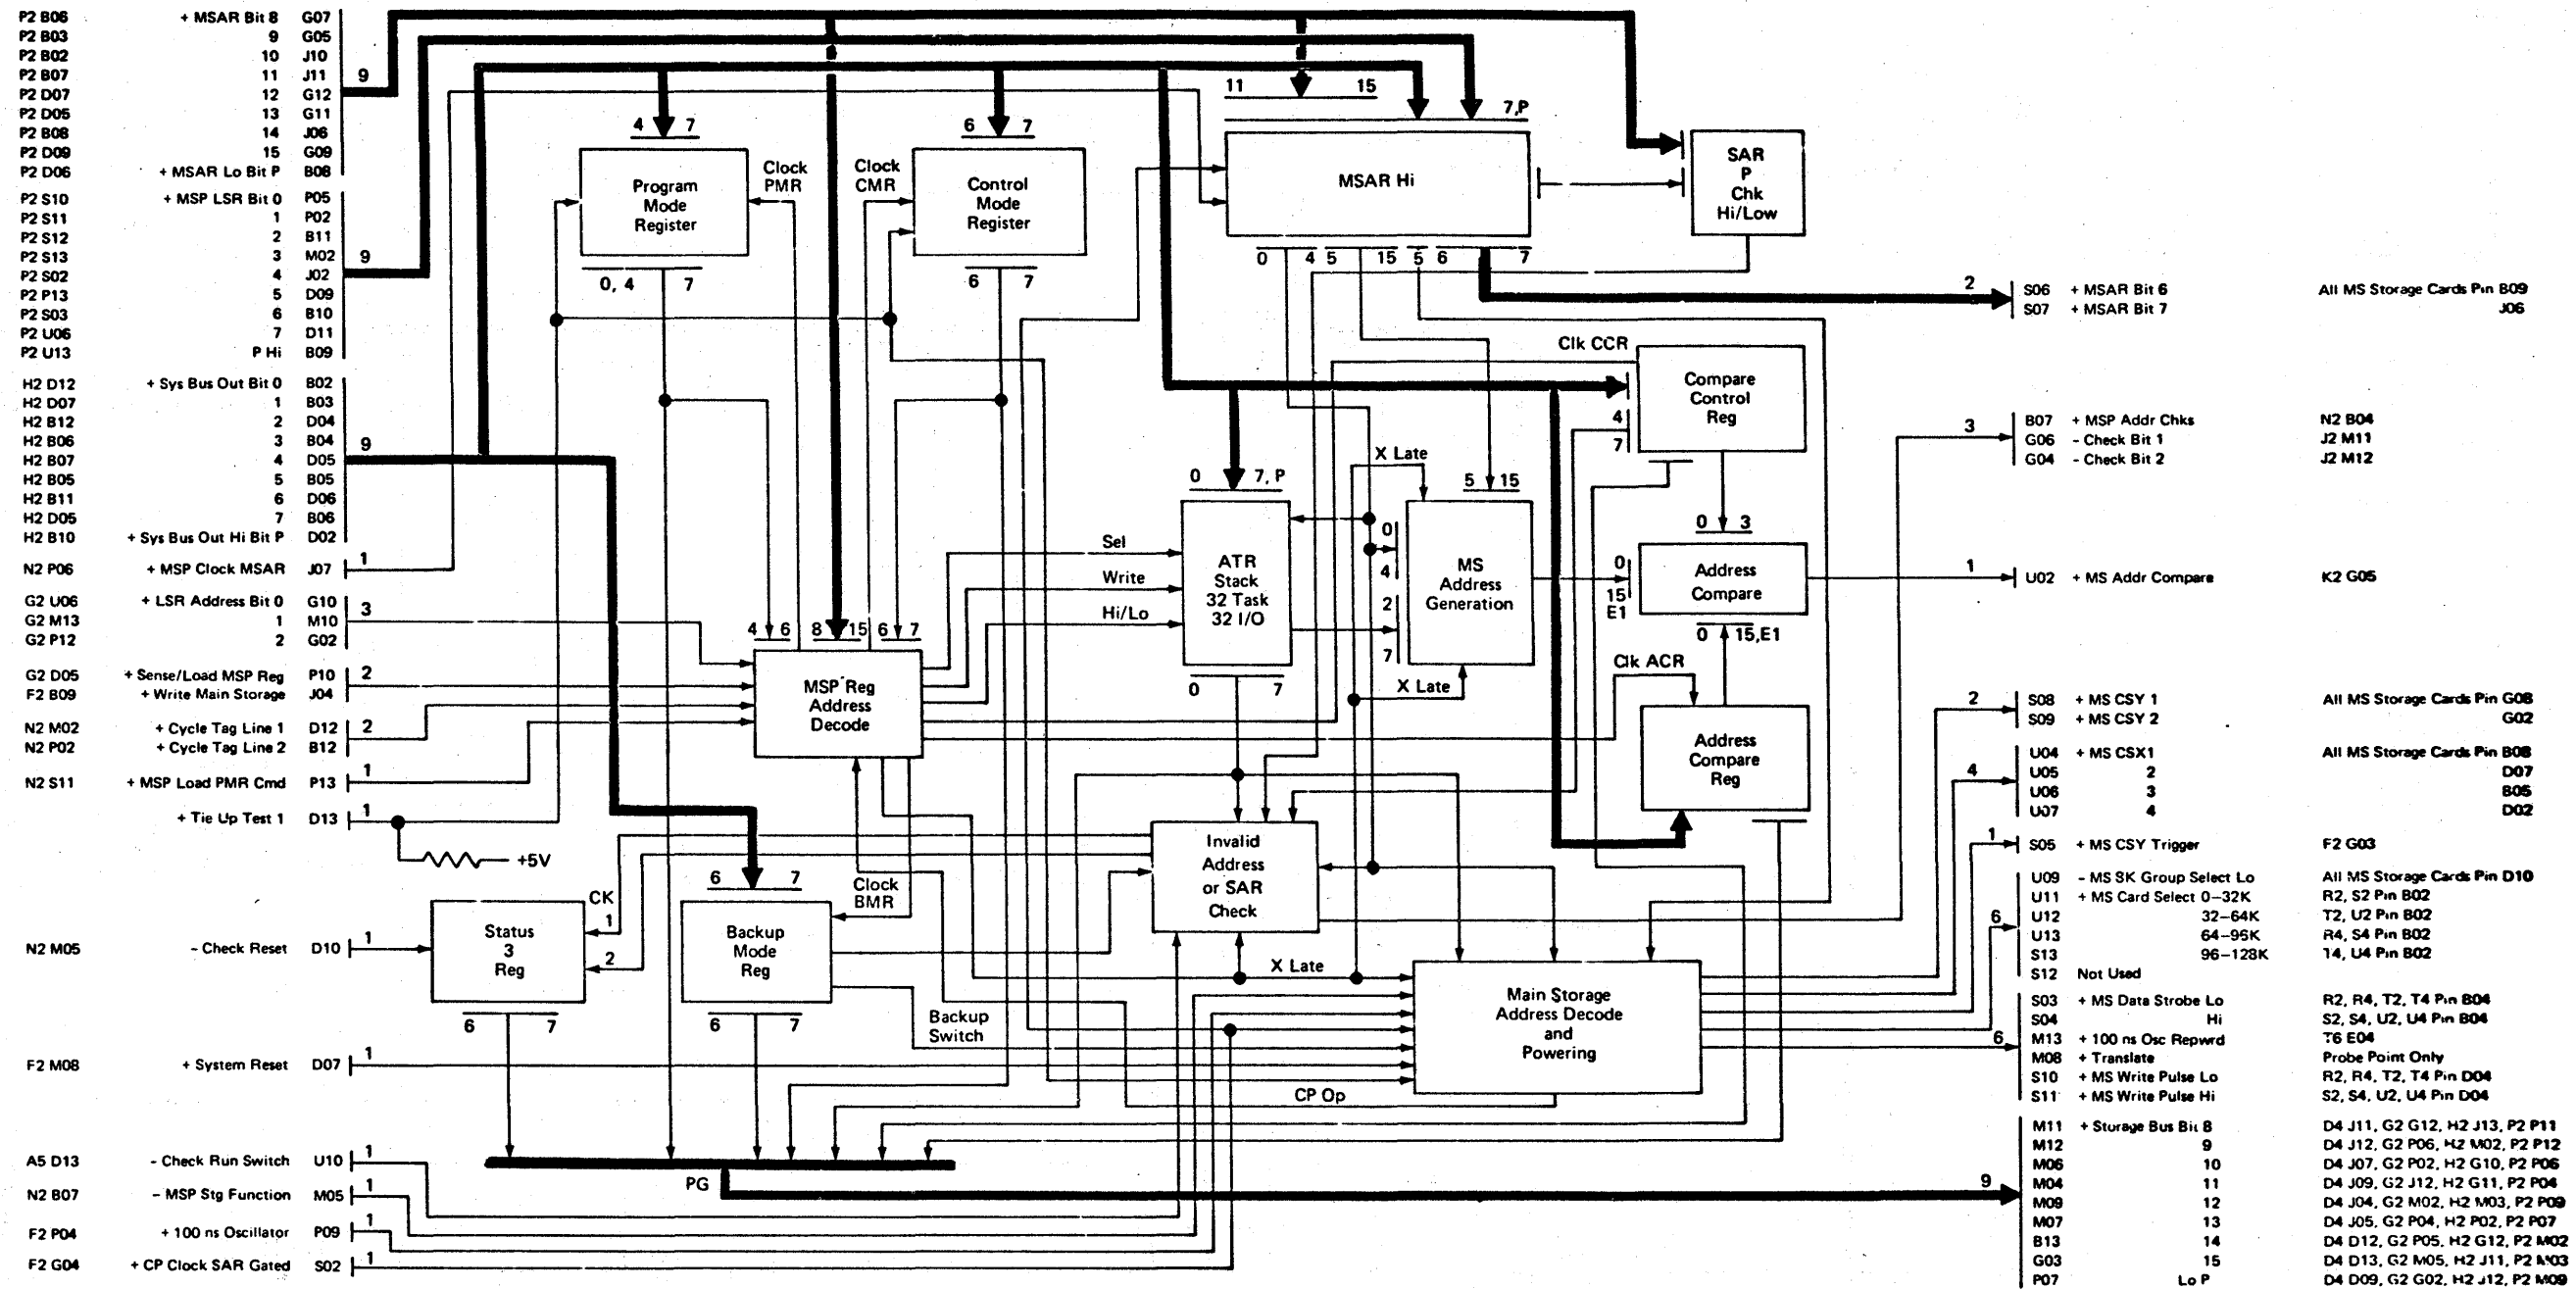 P2 B06 + MSAR Bit 8 G07
P2 B03 9 G05
P2 B02 10 J10
P2 B07 11 J11
P2 D07 12 G12
P2 D05 13 G11
P2 B08 14 J06
P2 D09 15 G09
P2 D06 + MSAR Lo Bit P B08
9
P2 S10 + MSP LSR Bit 0 P05
P2 S11 1 P02
P2 S12 2 B11
P2 S13 3 M02
P2 S02 4 J02
P2 P13 5 D09
P2 S03 6 B10
P2 U06 7 D11
P2 U13 P Hi B09
9
H2 D12 + Sys Bus Out Bit 0 B02
H2 D07 1 B03
H2 B12 2 D04
H2 B06 3 B04
H2 B07 4 D05
H2 B05 5 B05
H2 B11 6 D06
H2 D05 7 B06
H2 B10 + Sys Bus Out Hi Bit P D02
9
N2 P06 + MSP Clock MSAR J07 1
G2 U06 + LSR Address Bit 0 G10
G2 M13 1 M10
G2 P12 2 G02
3
G2 D05 + Sense/Load MSP Reg P10
F2 B09 + Write Main Storage J04
2
N2 M02 + Cycle Tag Line 1 D12
N2 P02 + Cycle Tag Line 2 B12
2
N2 S11 + MSP Load PMR Cmd P13 1
+ Tie Up Test 1 D13 1
+5V
N2 M05 - Check Reset D10 1
F2 M08 + System Reset D07 1
A5 D13 - Check Run Switch U10 1
N2 B07 - MSP Stg Function M05 1
F2 P04 + 100 ns Oscillator P09 1
F2 G04 + CP Clock SAR Gated S02 1
4 7
Program
Mode
Register
0, 4 7
Clock
PMR
Clock
CMR
6 7
Control
Mode
Register
6 7
11 15
7,P
MSAR Hi
0 4 5 15 5 6 7
SAR
P
Chk
Hi/Low
Clk CCR
Compare
Control
Reg
4
7
0 3
Address
Compare
0
15
E1
0 15,E1
Clk ACR
Address
Compare
Reg
X Late
5 15
0
4
2
7
MS
Address
Generation
X Late
0 7, P
ATR
Stack
32 Task
32 I/O
0 7
Sel
Write
Hi/Lo
4 6 8 15 6 7
MSP Reg
Address
Decode
Invalid
Address
or SAR
Check
CK
1
2
Status
3
Reg
6 7
6 7
Backup
Mode
Reg
6 7
Clock
BMR
Backup
Switch
X Late
Main Storage
Address Decode
and
Powering
CP Op
PG
2
S06 + MSAR Bit 6 All MS Storage Cards Pin B09
S07 + MSAR Bit 7 J06
3
B07 + MSP Addr Chks N2 B04
G06 - Check Bit 1 J2 M11
G04 - Check Bit 2 J2 M12
1
U02 + MS Addr Compare K2 G05
2
S08 + MS CSY 1 All MS Storage Cards Pin G08
S09 + MS CSY 2 G02
4
U04 + MS CSX1 All MS Storage Cards Pin B08
U05 2 D07
U06 3 B05
U07 4 D02
1
S05 + MS CSY Trigger F2 G03
6
U09 - MS SK Group Select Lo All MS Storage Cards Pin D10
U11 + MS Card Select 0-32K R2, S2 Pin B02
U12 32-64K T2, U2 Pin B02
U13 64-95K R4, S4 Pin B02
S13 96-128K T4, U4 Pin B02
S12 Not Used
6
S03 + MS Data Strobe Lo R2, R4, T2, T4 Pin B04
S04 Hi S2, S4, U2, U4 Pin B04
M13 + 100 ns Osc Repwrd T6 E04
M08 + Translate Probe Point Only
S10 + MS Write Pulse Lo R2, R4, T2, T4 Pin D04
S11 + MS Write Pulse Hi S2, S4, U2, U4 Pin D04
9
M11 + Storage Bus Bit 8 D4 J11, G2 G12, H2 J13, P2 P11
M12 9 D4 J12, G2 P06, H2 M02, P2 P12
M06 10 D4 J07, G2 P02, H2 G10, P2 P06
M04 11 D4 J09, G2 J12, H2 G11, P2 P04
M09 12 D4 J04, G2 M02, H2 M03, P2 P09
M07 13 D4 J05, G2 P04, H2 P02, P2 P07
B13 14 D4 D12, G2 P05, H2 G12, P2 M02
G03 15 D4 D13, G2 M05, H2 J11, P2 M03
P07 Lo P D4 D09, G2 G02, H2 J12, P2 M09